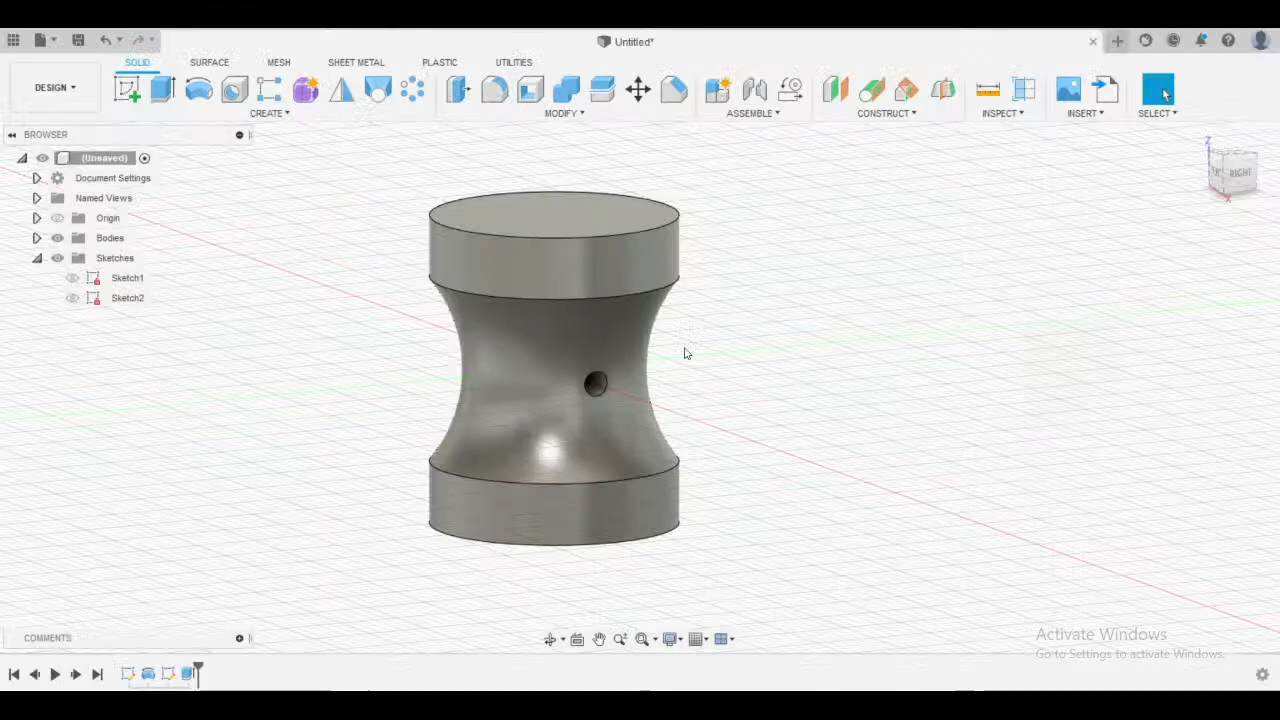 Untitled*
SOLID SURFACE MESH SHEET METAL PLASTIC UTILITIES
DESIGN
CREATE MODIFY ASSEMBLE CONSTRUCT INSPECT INSERT SELECT
BROWSER
(Unsaved)
Document Settings
Named Views
Origin
Bodies
Sketches
Sketch1
Sketch2
Z
RIGHT
X
COMMENTS
Activate Windows
Go to Settings to activate Windows.